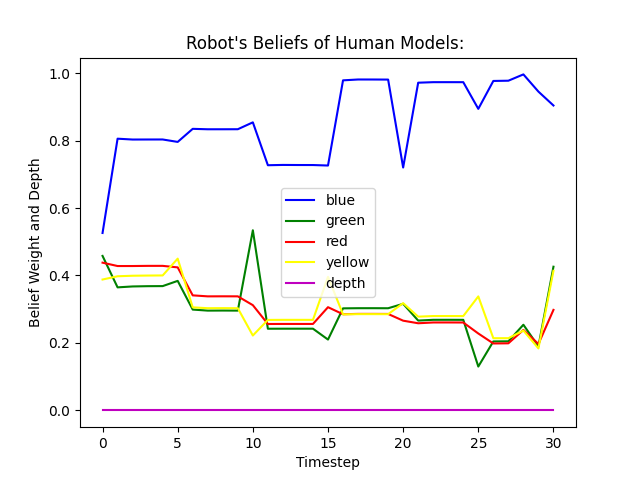 Robot's Beliefs of Human Models:
Belief Weight and Depth
1.0
0.8
0.6
0.4
0.2
0.0
blue
green
red
yellow
depth
0 5 10 15 20 25 30
Timestep